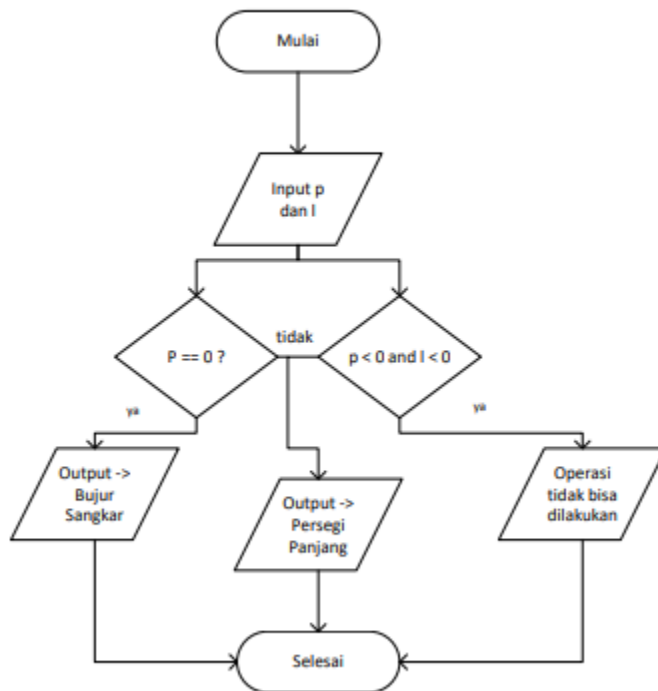 Mulai
Input p
dan l
P == 0 ?
tidak
p < 0 and l < 0
ya
ya
Output ->
Bujur
Sangkar
Output ->
Persegi
Panjang
Operasi
tidak bisa
dilakukan
Selesai